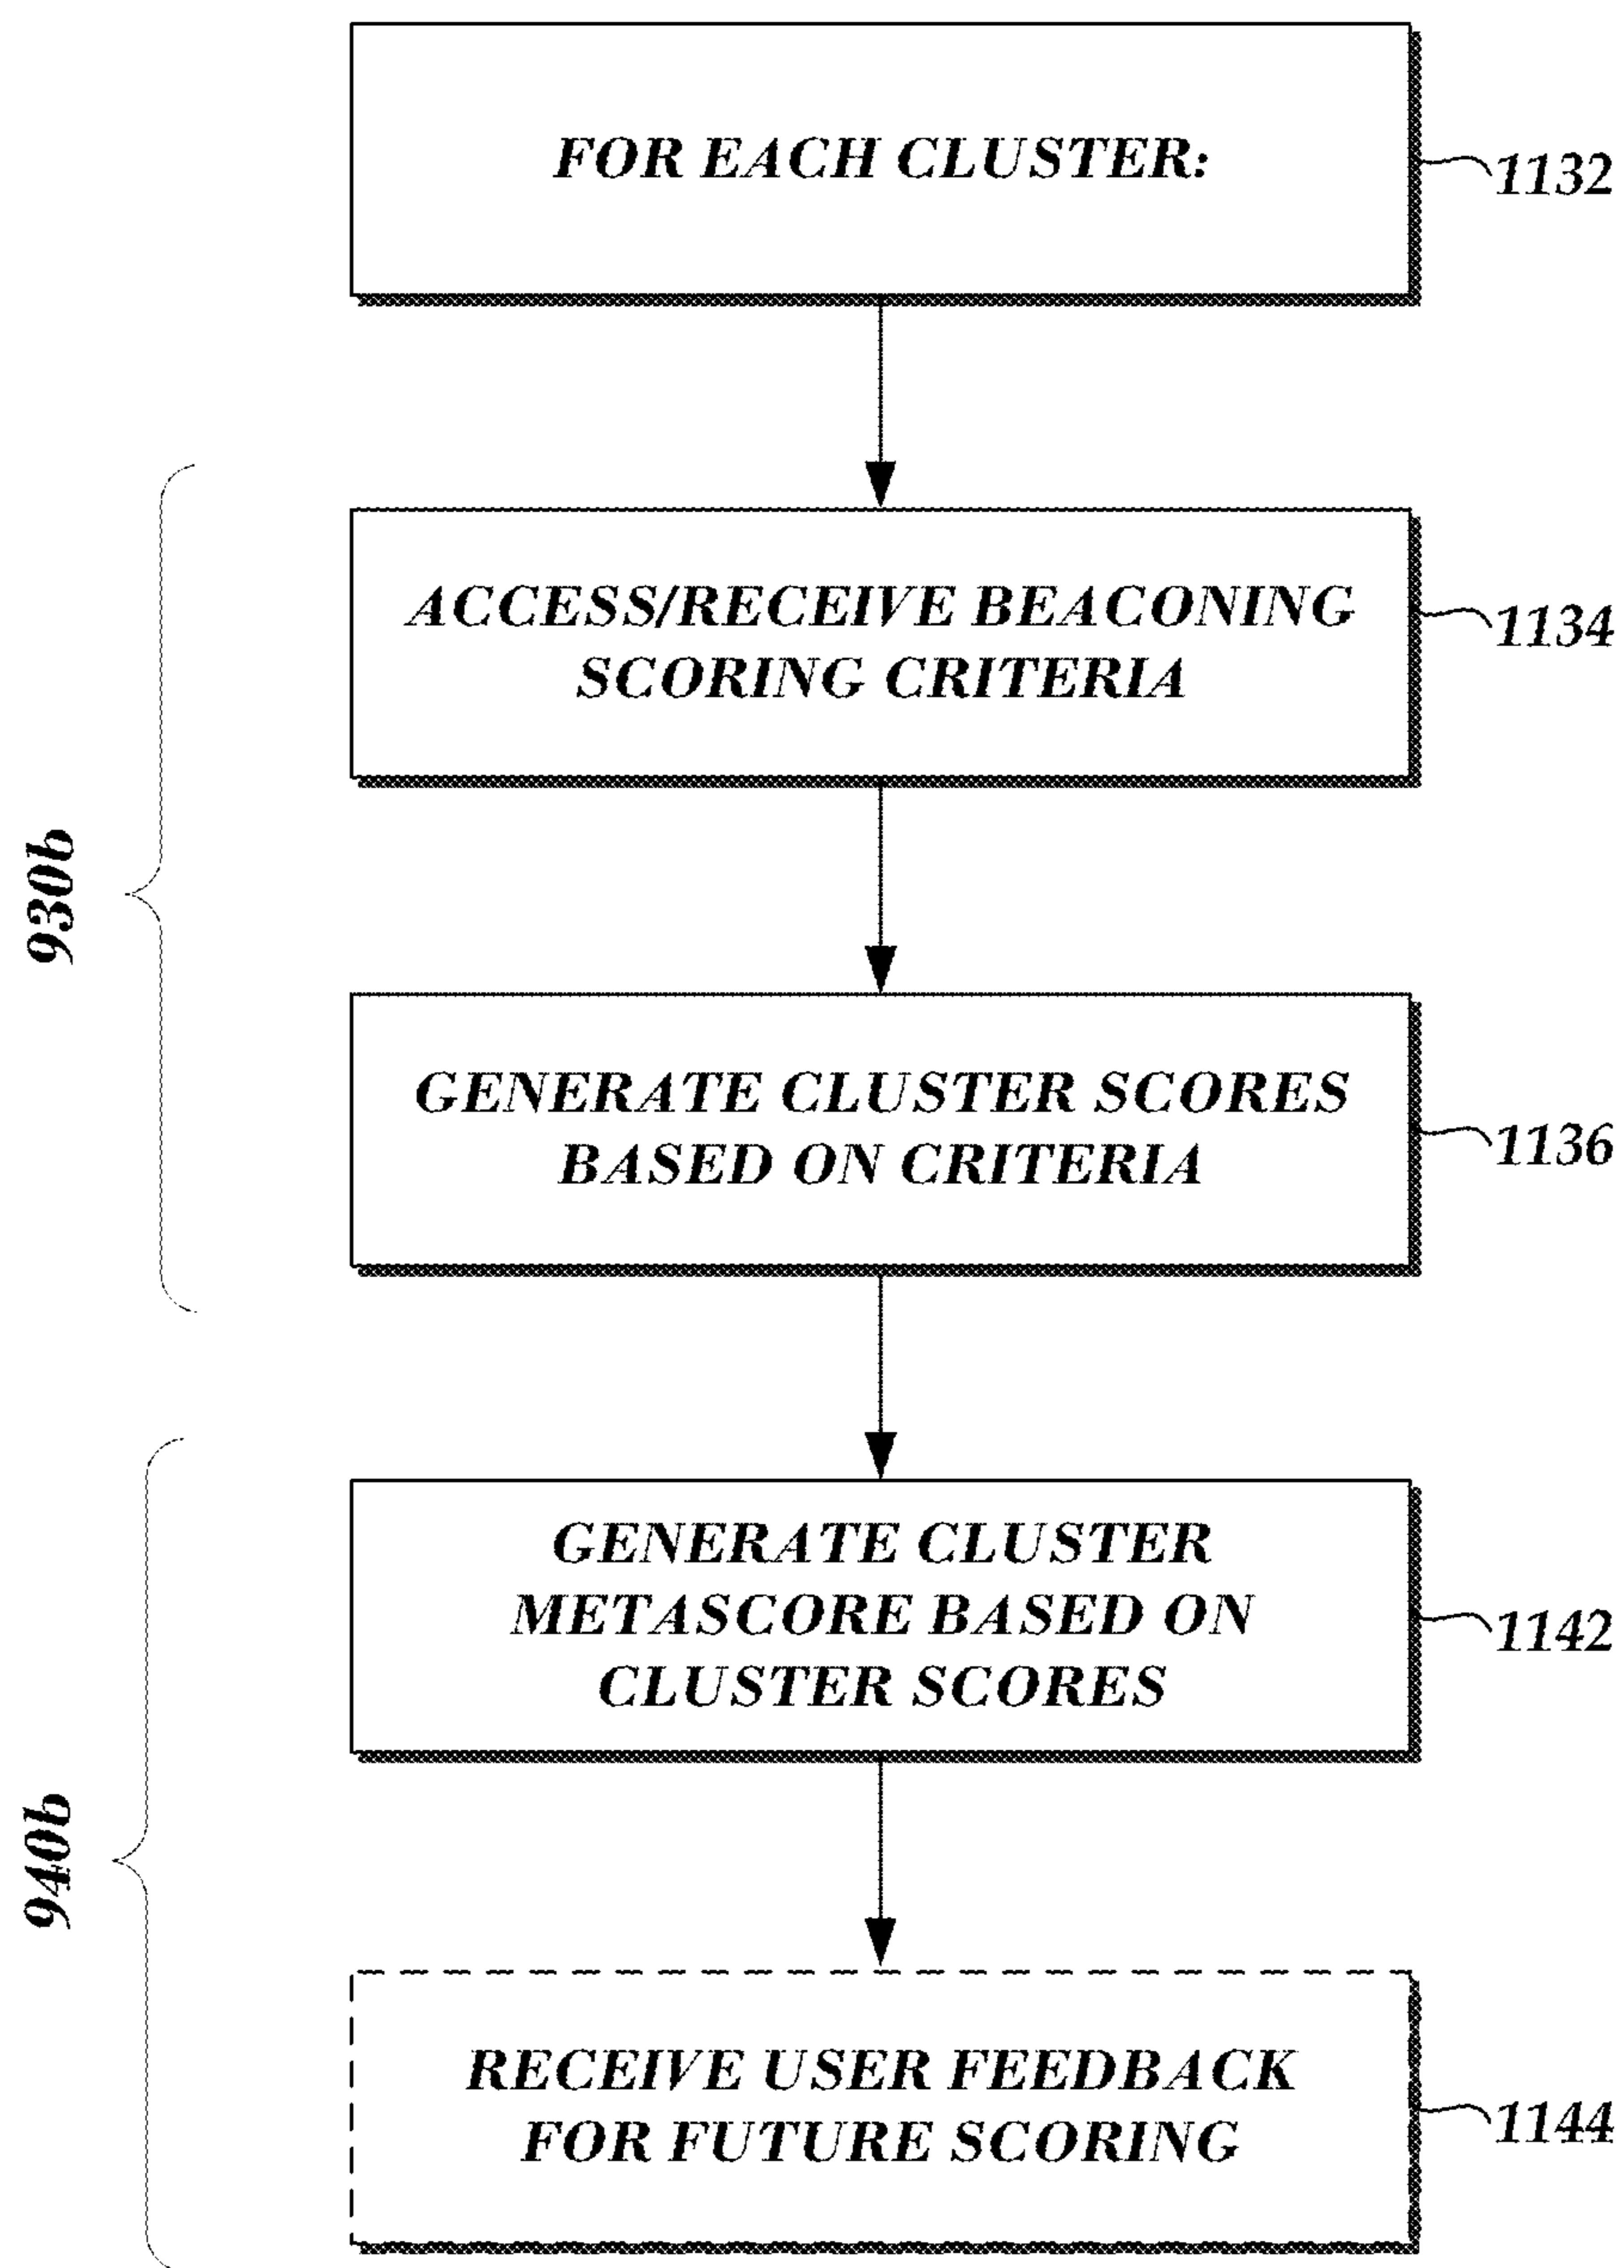 FOR EACH CLUSTER:
1132
930b
ACCESS/RECEIVE BEACONING
SCORING CRITERIA
1134
GENERATE CLUSTER SCORES
BASED ON CRITERIA
1136
940b
GENERATE CLUSTER
METASCORE BASED ON
CLUSTER SCORES
1142
RECEIVE USER FEEDBACK
FOR FUTURE SCORING
1144